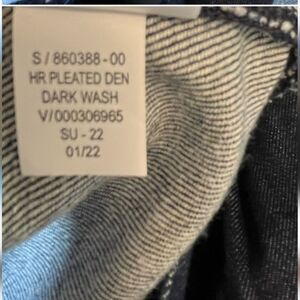 S / 860388-00
HR PLEATED DEN
DARK WASH
V/000306965
SU - 22
01/22